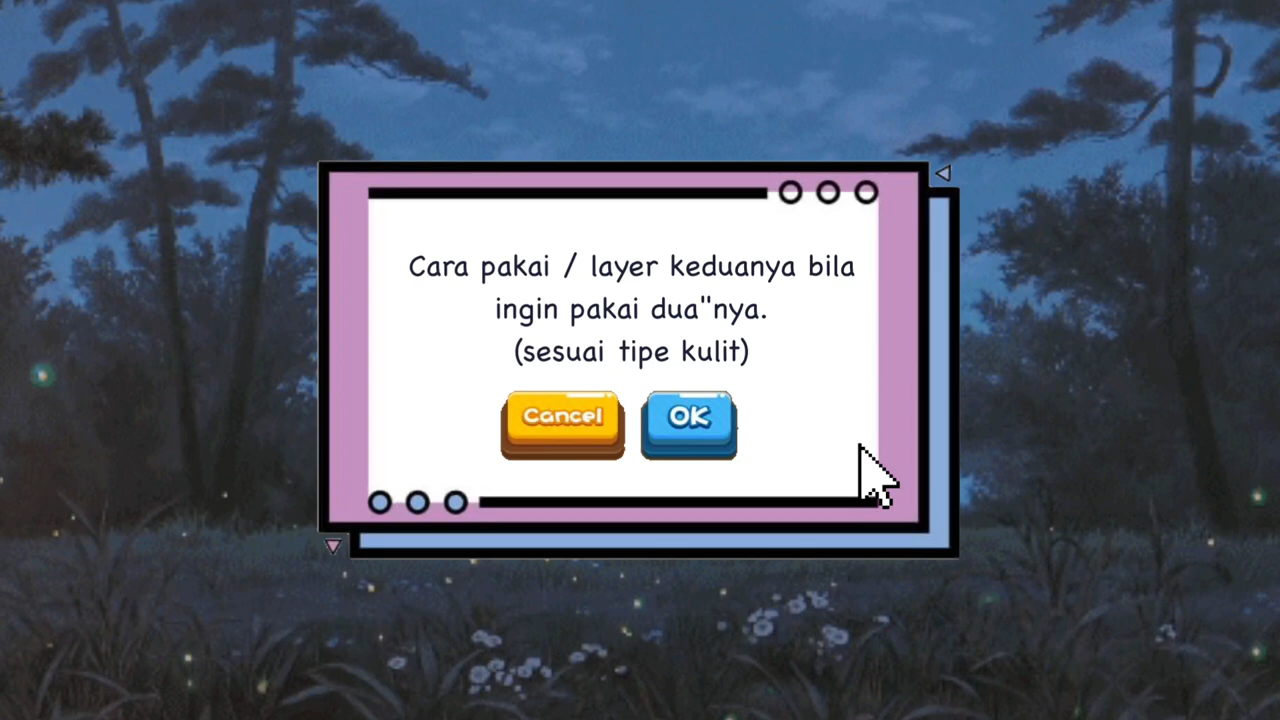 Cara pakai / layer keduanya bila
ingin pakai dua"nya.
(sesuai tipe kulit)
Cancel
OK